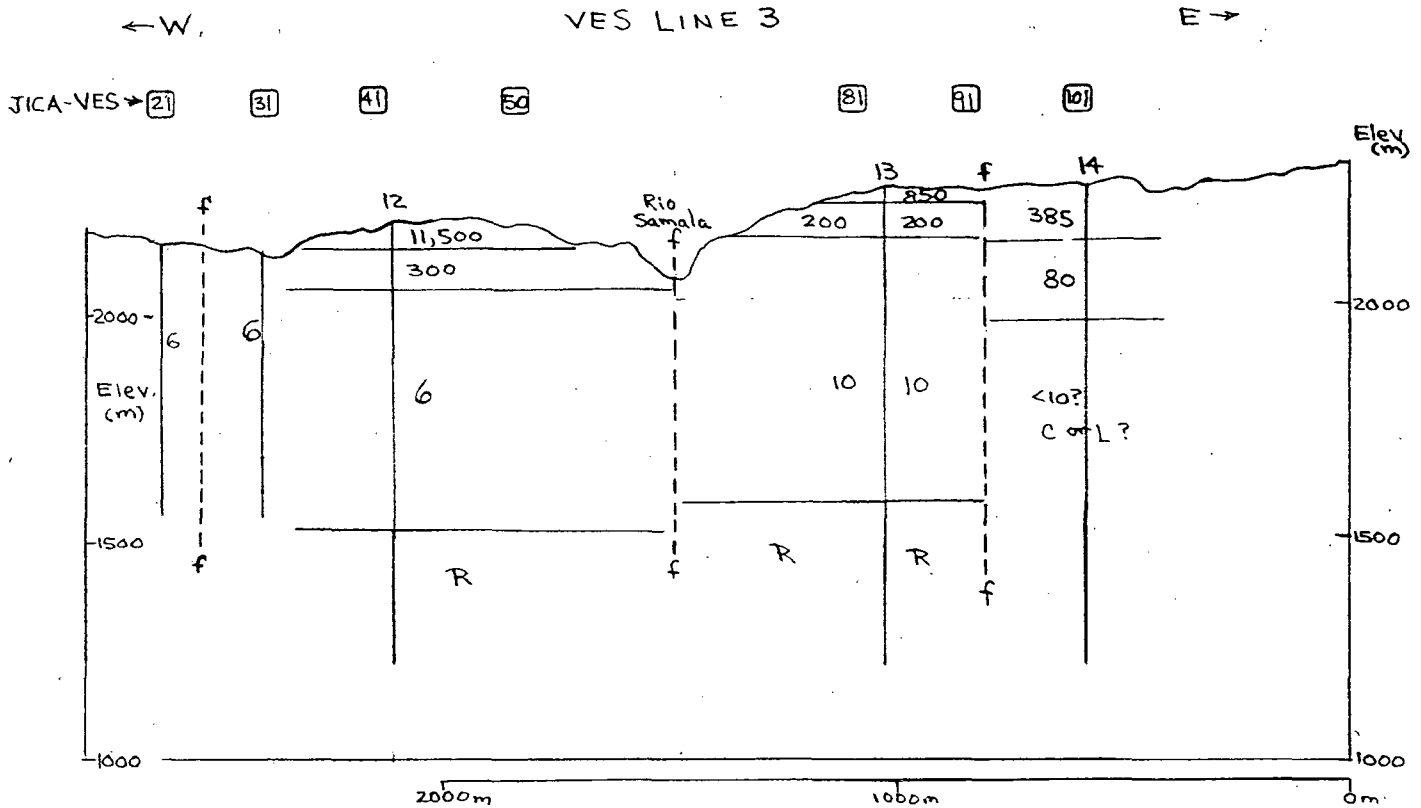 ←W.
VES LINE 3
E→
JICA-VES→ 21 31 41 50 81 91 101
Elev (m)
f
12
Rio Samala
f
13
f
14
850
11,500
200
200
385
300
80
2000
2000
6
6
Elev. (m)
6
10
10
<10?
C or L?
1500
1500
f
R
f
R
R
f
1000
1000
2000m
1000m
0m